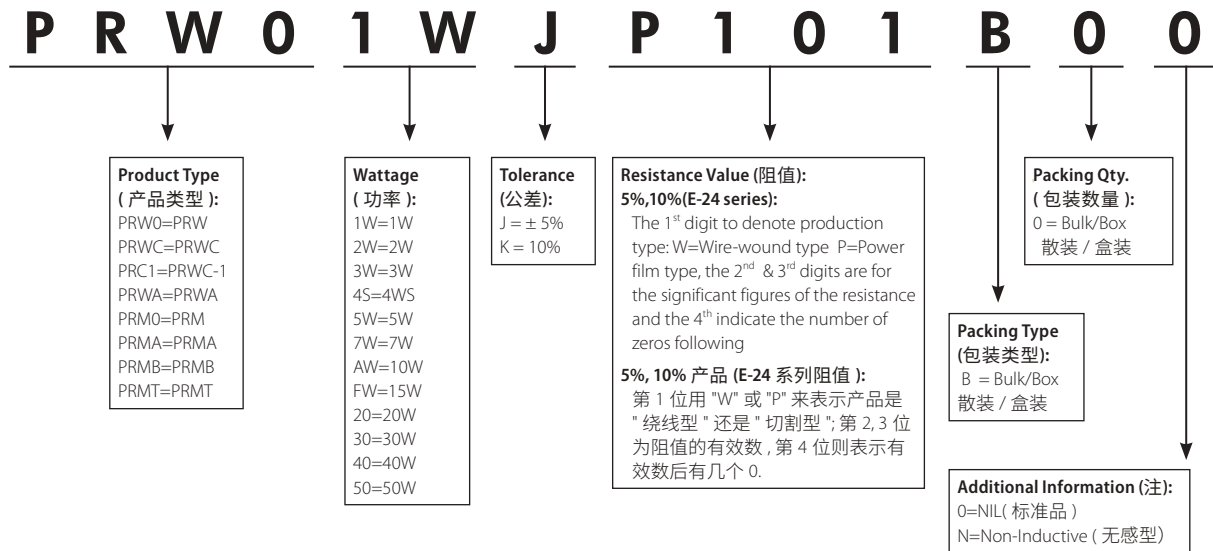 P R W 0 1 W J P 1 0 1 B 0 0
Product Type
( 产品类型 ):
PRW0=PRW
PRWC=PRWC
PRC1=PRWC-1
PRWA=PRWA
PRM0=PRM
PRMA=PRMA
PRMB=PRMB
PRMT=PRMT
Wattage
( 功率 ):
1W=1W
2W=2W
3W=3W
4S=4WS
5W=5W
7W=7W
AW=10W
FW=15W
20=20W
30=30W
40=40W
50=50W
Tolerance
(公差):
J = ± 5%
K = 10%
Resistance Value (阻值):
5%,10%(E-24 series):
The 1st digit to denote production
type: W=Wire-wound type P=Power
film type, the 2nd & 3rd digits are for
the significant figures of the resistance
and the 4th indicate the number of
zeros following
5%, 10% 产品 (E-24 系列阻值 ):
第 1 位用 "W" 或 "P" 来表示产品是
" 绕线型 " 还是 " 切割型 "; 第 2, 3 位
为阻值的有效数 , 第 4 位则表示有
效数后有几个 0.
Packing Qty.
( 包装数量 ):
0 = Bulk/Box
散装 / 盒装
Packing Type
(包装类型):
B = Bulk/Box
散装 / 盒装
Additional Information (注):
0=NIL( 标准品 )
N=Non-Inductive ( 无感型)